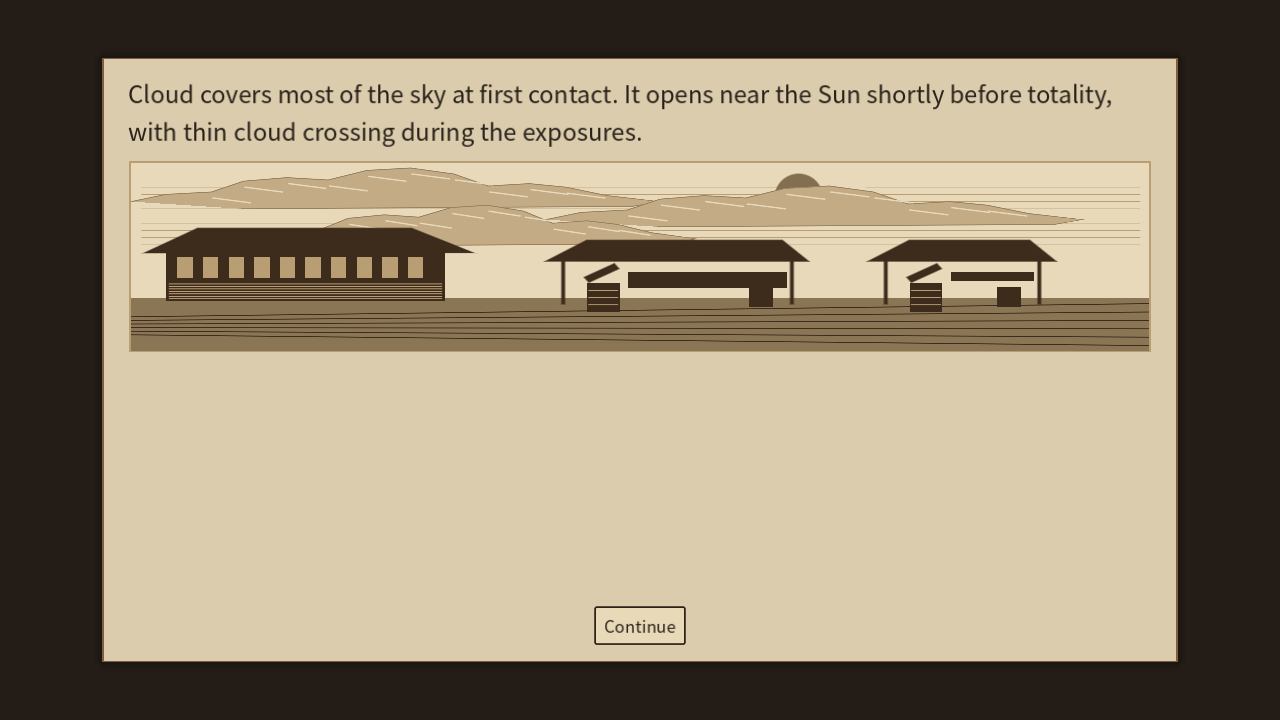 Cloud covers most of the sky at first contact. It opens near the Sun shortly before totality,
with thin cloud crossing during the exposures.
Continue